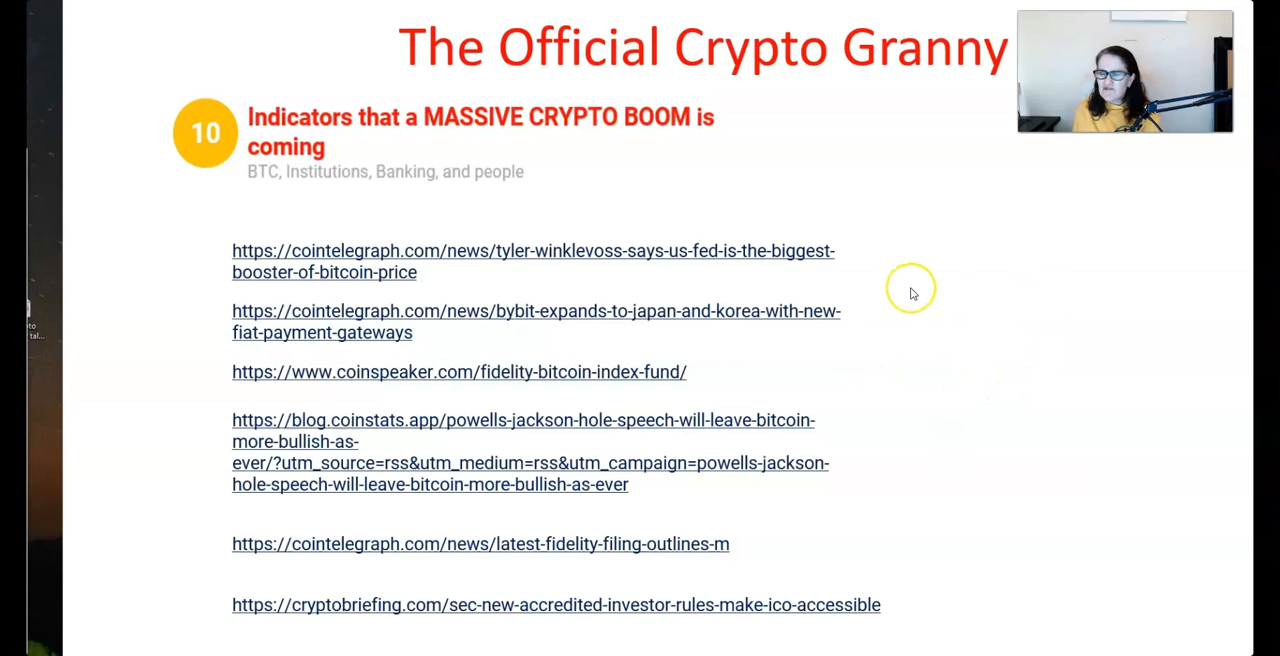 The Official Crypto Granny
10
Indicators that a MASSIVE CRYPTO BOOM is
coming
BTC, Institutions, Banking, and people
https://cointelegraph.com/news/tyler-winklevoss-says-us-fed-is-the-biggest-
booster-of-bitcoin-price
https://cointelegraph.com/news/bybit-expands-to-japan-and-korea-with-new-
fiat-payment-gateways
https://www.coinspeaker.com/fidelity-bitcoin-index-fund/
https://blog.coinstats.app/powells-jackson-hole-speech-will-leave-bitcoin-
more-bullish-as-
ever/?utm_source=rss&utm_medium=rss&utm_campaign=powells-jackson-
hole-speech-will-leave-bitcoin-more-bullish-as-ever
https://cointelegraph.com/news/latest-fidelity-filing-outlines-m
https://cryptobriefing.com/sec-new-accredited-investor-rules-make-ico-accessible